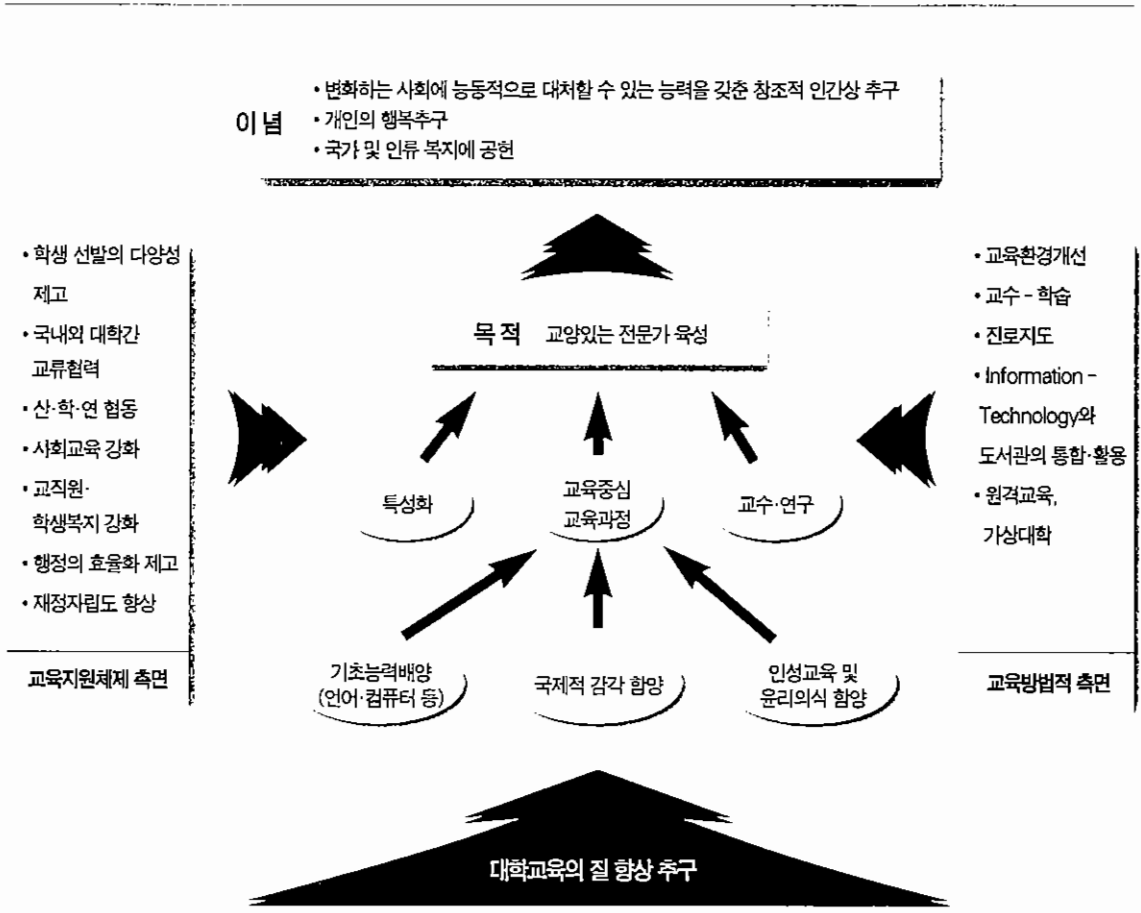 • 변화하는 사회에 능동적으로 대처할 수 있는 능력을 갖춘 창조적 인간상 추구
이념 • 개인의 행복추구
• 국가 및 인류 복지에 공헌
• 학생 선발의 다양성
제고
• 국내외 대학간
교류협력
• 산·학·연 협동
• 사회교육 강화
• 교직원·
학생복지 강화
• 행정의 효율화 제고
• 재정자립도 향상
교육지원체제 측면
목적 교양있는 전문가 육성
특성화
교육중심
교육과정
교수·연구
기초능력배양
(언어·컴퓨터 등)
국제적 감각 함양
인성교육 및
윤리의식 함양
대학교육의 질 향상 추구
• 교육환경개선
• 교수 – 학습
• 진로지도
• Information –
Technology와
도서관의 통합·활용
• 원격교육,
가상대학
교육방법적 측면